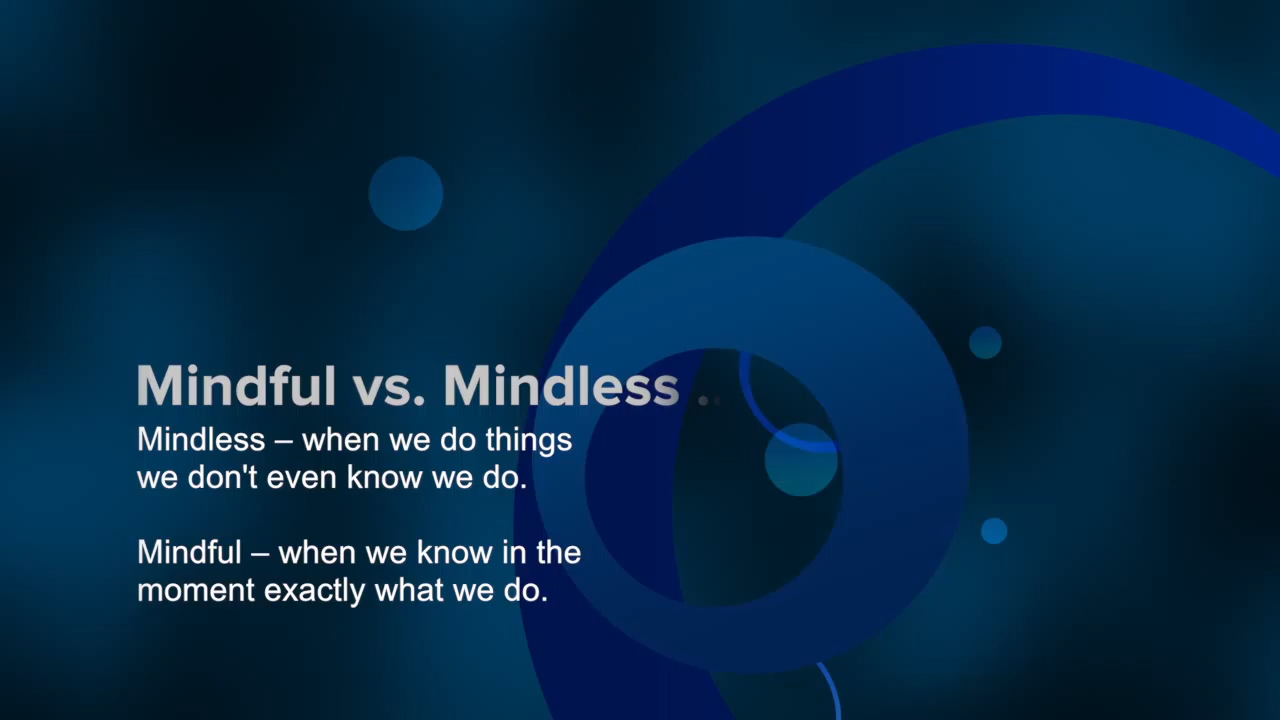 Mindful vs. Mindless ..
Mindless – when we do things
we don't even know we do.
Mindful – when we know in the
moment exactly what we do.